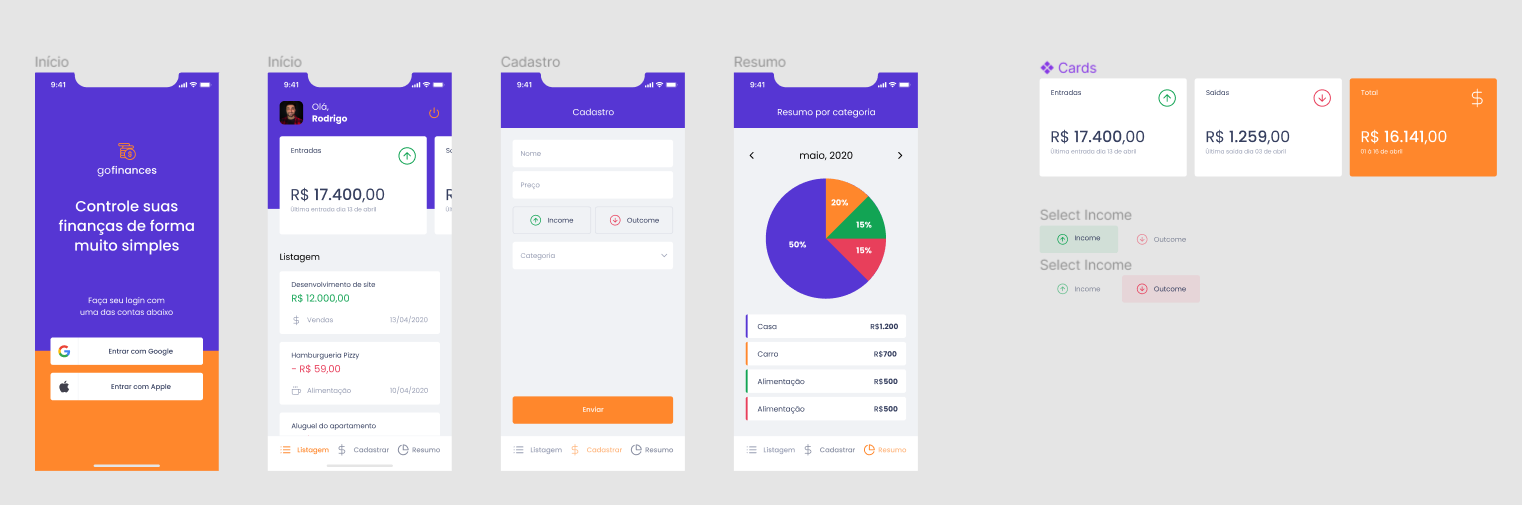 Início
9:41
gofinances
Controle suas
finanças de forma
muito simples
Faça seu login com
uma das contas abaixo
Entrar com Google
Entrar com Apple
Início
9:41
Olá,
Rodrigo
Entradas
R$ 17.400,00
Última entrada dia 13 de abril
Listagem
Desenvolvimento de site
R$ 12.000,00
Vendas 13/04/2020
Hamburgueria Pizzy
- R$ 59,00
Alimentação 10/04/2020
Aluguel do apartamento
Listagem Cadastrar Resumo
Cadastro
9:41
Cadastro
Nome
Preço
Income Outcome
Categoria
Enviar
Listagem Cadastrar Resumo
Resumo
9:41
Resumo por categoria
maio, 2020
20%
15%
50%
15%
Casa R$1.200
Carro R$700
Alimentação R$500
Alimentação R$500
Listagem Cadastrar Resumo
Cards
Entradas
R$ 17.400,00
Última entrada dia 13 de abril
Saídas
R$ 1.259,00
Última saída dia 03 de abril
Total
R$ 16.141,00
01 à 16 de abril
Select Income
Income Outcome
Select Income
Income Outcome